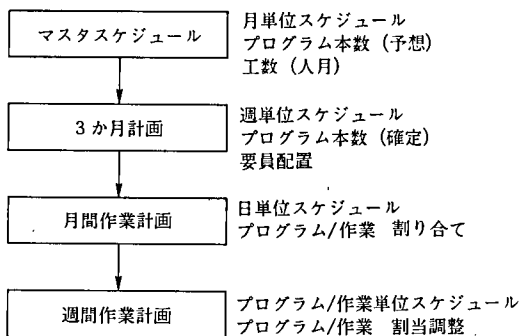 マスタスケジュール
月単位スケジュール
プログラム本数（予想）
工数（人月）
3か月計画
週単位スケジュール
プログラム本数（確定）
要員配置
月間作業計画
日単位スケジュール
プログラム/作業 割り合て
週間作業計画
プログラム/作業単位スケジュール
プログラム/作業 割当調整